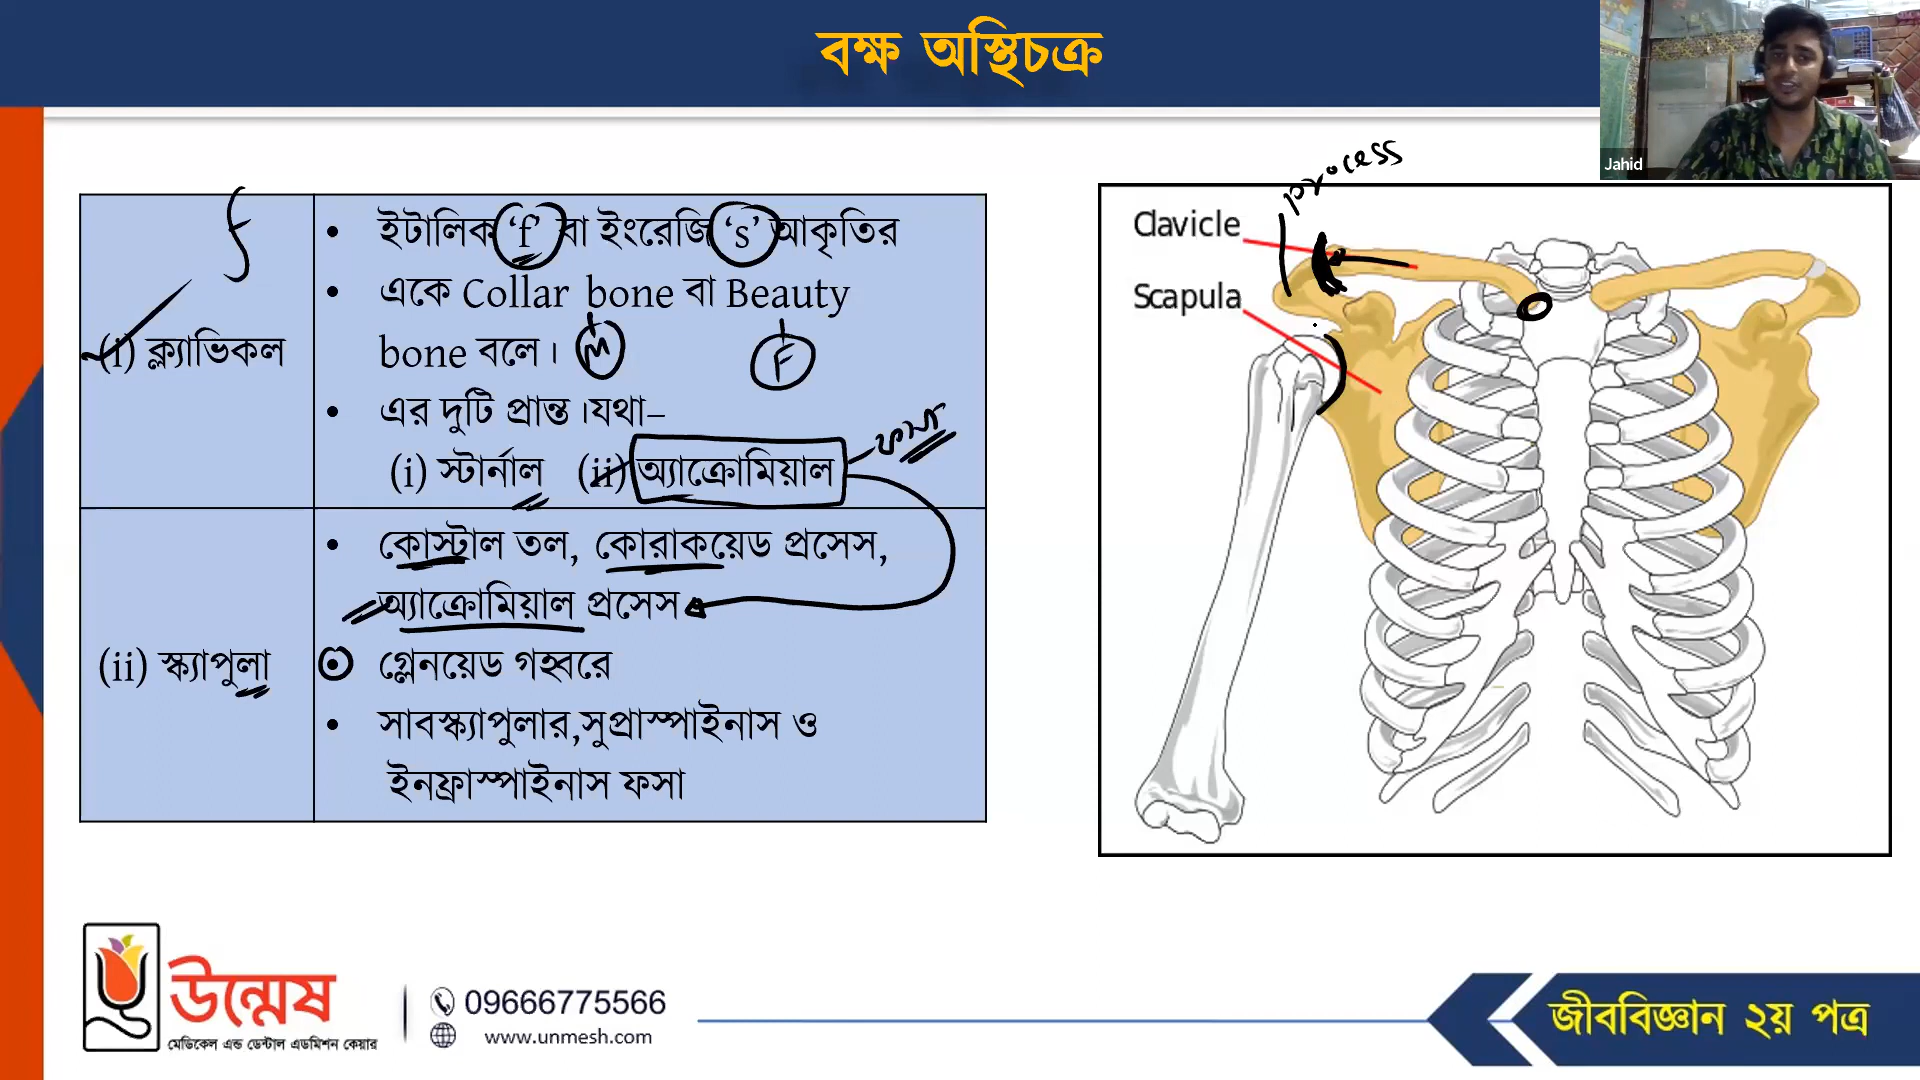 বক্ষ অস্থিচক্র
Jahid
process
f
(i) ক্ল্যাভিকল
• ইটালিক ‘f’ বা ইংরেজি ‘s’ আকৃতির
• একে Collar bone বা Beauty
bone বলে।
M
F
• এর দুটি প্রান্ত।যথা–
(i) স্টার্নাল (ii) অ্যাক্রোমিয়াল
(ii) স্ক্যাপুলা
• কোস্টাল তল, কোরাকয়েড প্রসেস,
অ্যাক্রোমিয়াল প্রসেস
• গ্লেনয়েড গহ্বরে
• সাবস্ক্যাপুলার,সুপ্রাস্পাইনাস ও
ইনফ্রাস্পাইনাস ফসা
Clavicle
Scapula
উন্মেষ
মেডিকেল এন্ড ডেন্টাল এডমিশন কেয়ার
09666775566
www.unmesh.com
জীববিজ্ঞান ২য় পত্র